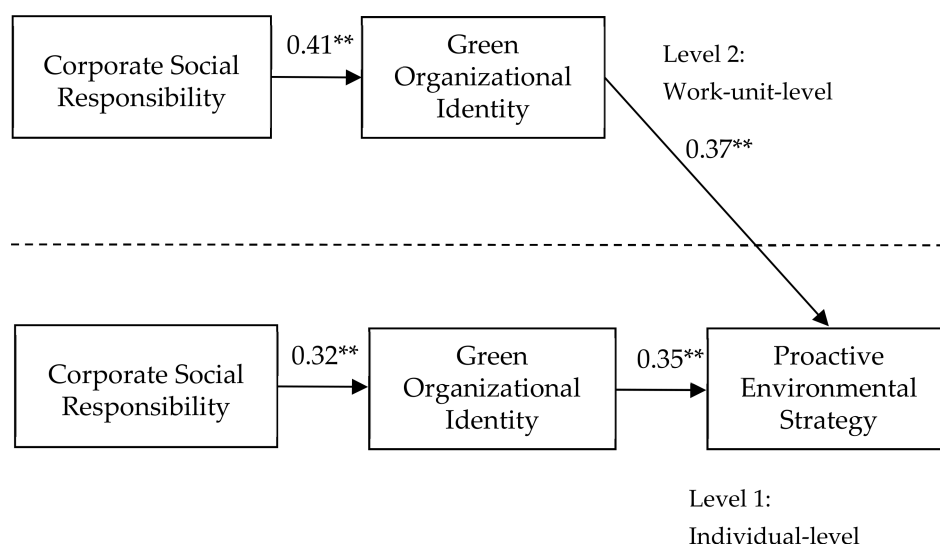 Corporate Social
Responsibility
0.41**
Green
Organizational
Identity
Level 2:
Work-unit-level
0.37**
Corporate Social
Responsibility
0.32**
Green
Organizational
Identity
0.35**
Proactive
Environmental
Strategy
Level 1:
Individual-level